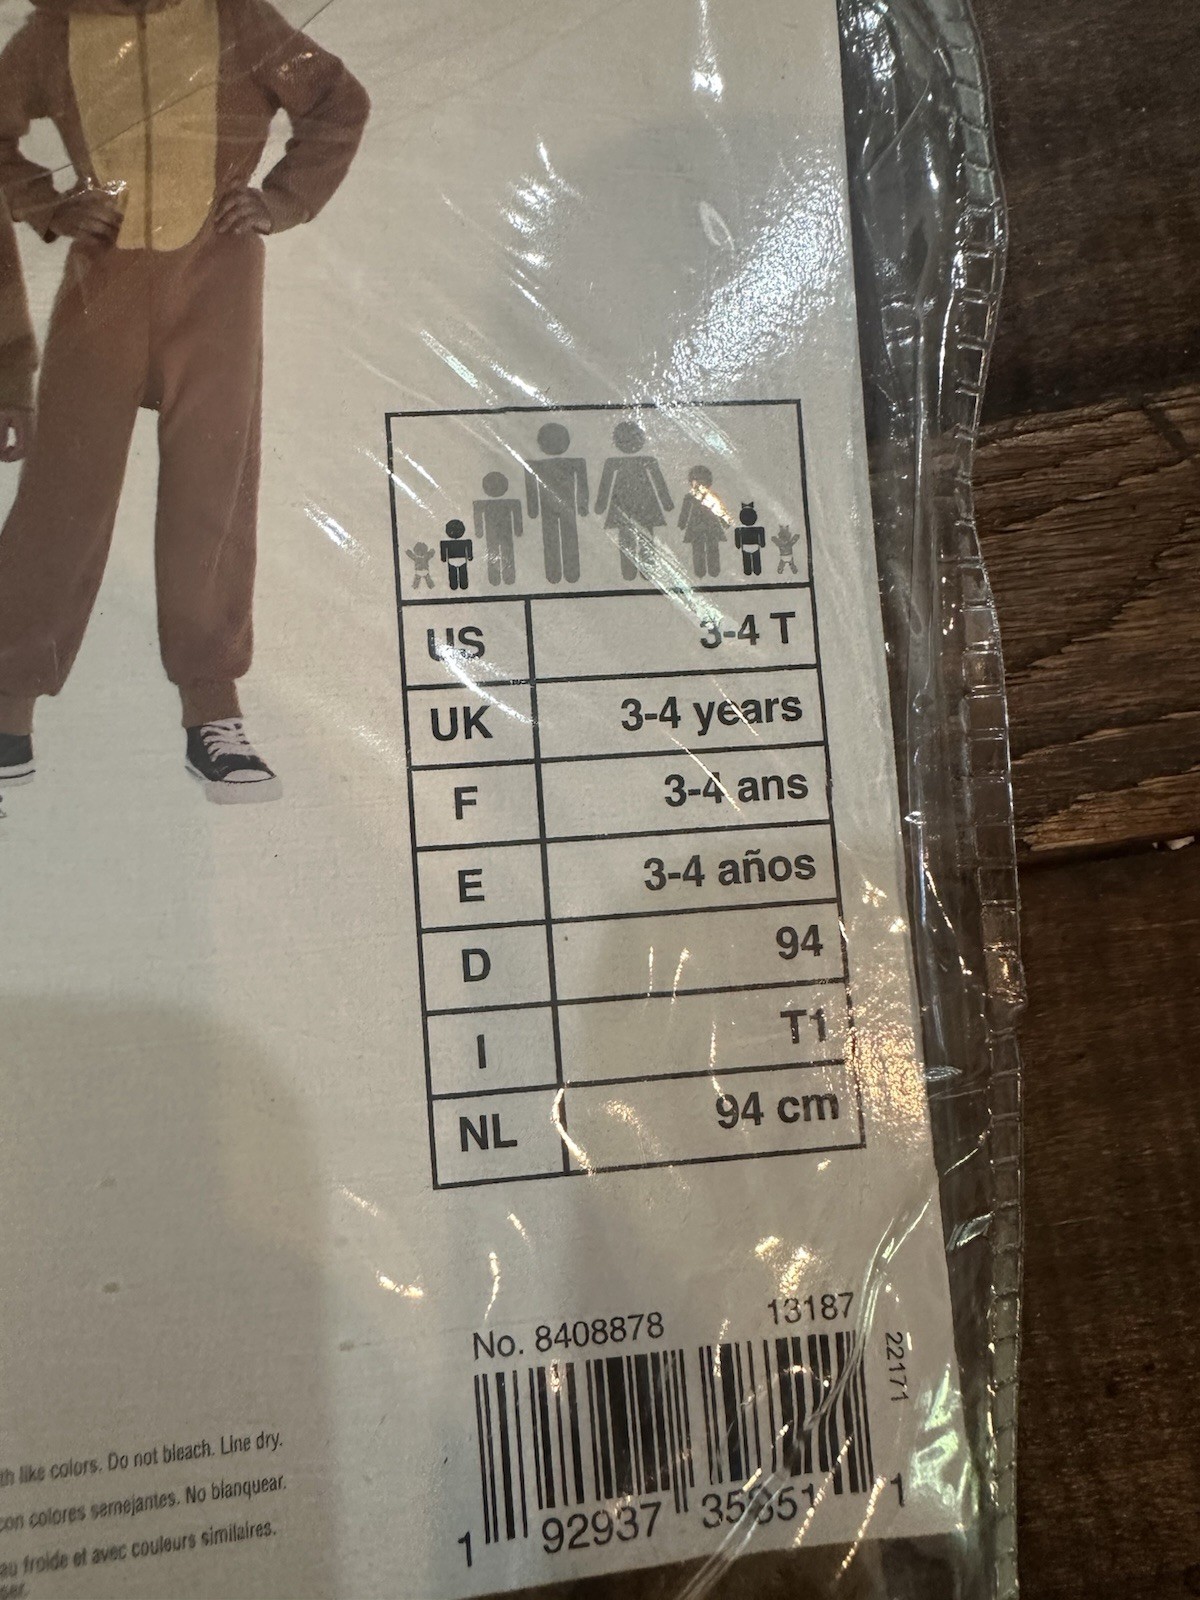 US 3-4 T
UK 3-4 years
F 3-4 ans
E 3-4 años
D 94
I T1
NL 94 cm
No. 8408878 13187
22171
1 92937 35851 1
th like colors. Do not bleach. Line dry.
con colores semejantes. No blanquear.
au froide et avec couleurs similaires.
ser.